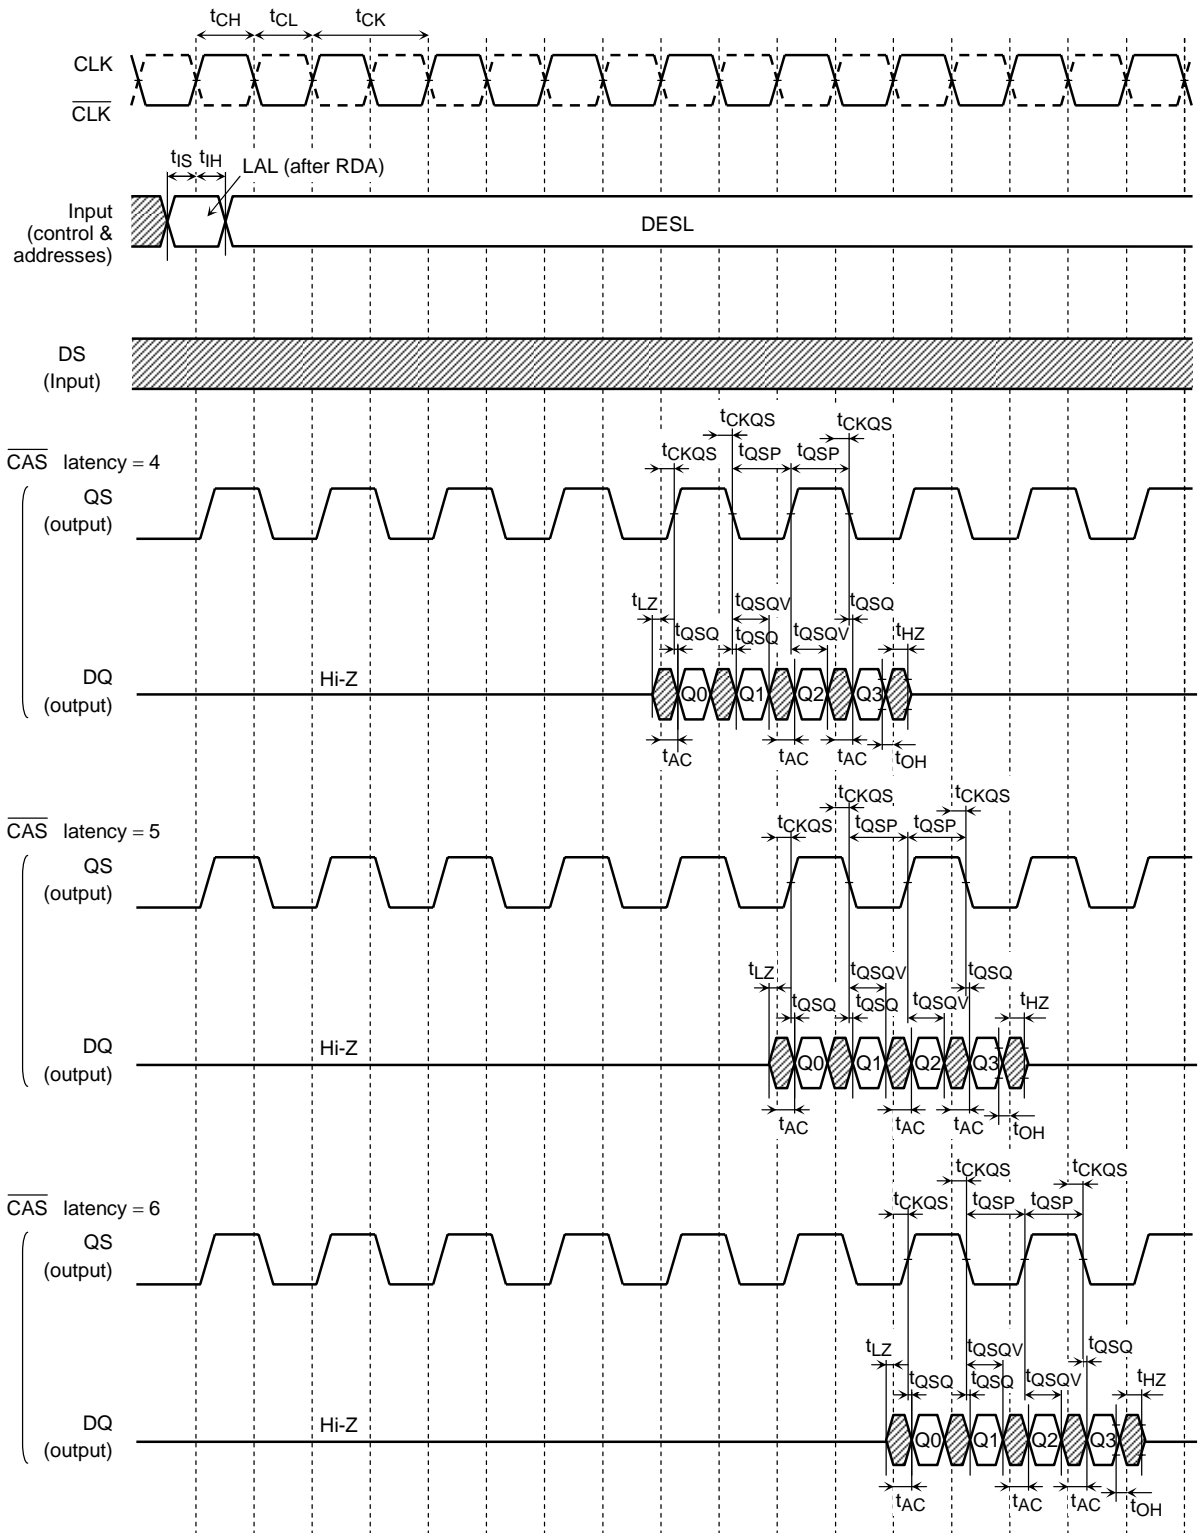 tCH tCL tCK
CLK
CLK
tIS tIH LAL (after RDA)
Input
(control &
addresses)
DESL
DS
(Input)
tCKQS tCKQS
CAS latency = 4
tCKQS tQSP tQSP
QS
(output)
tLZ tQSQV tQSQ
tQSQ tQSQ tQSQV tHZ
DQ
(output)
Hi-Z
Q0 Q1 Q2 Q3
tAC tAC tAC tOH
tCKQS tCKQS
CAS latency = 5
tCKQS tQSP tQSP
QS
(output)
tLZ tQSQV tQSQ
tQSQ tQSQ tQSQV tHZ
DQ
(output)
Hi-Z
Q0 Q1 Q2 Q3
tAC tAC tAC tOH
tCKQS tCKQS
CAS latency = 6
tCKQS tQSP tQSP
QS
(output)
tLZ tQSQV tQSQ
tQSQ tQSQ tQSQV tHZ
DQ
(output)
Hi-Z
Q0 Q1 Q2 Q3
tAC tAC tAC tOH